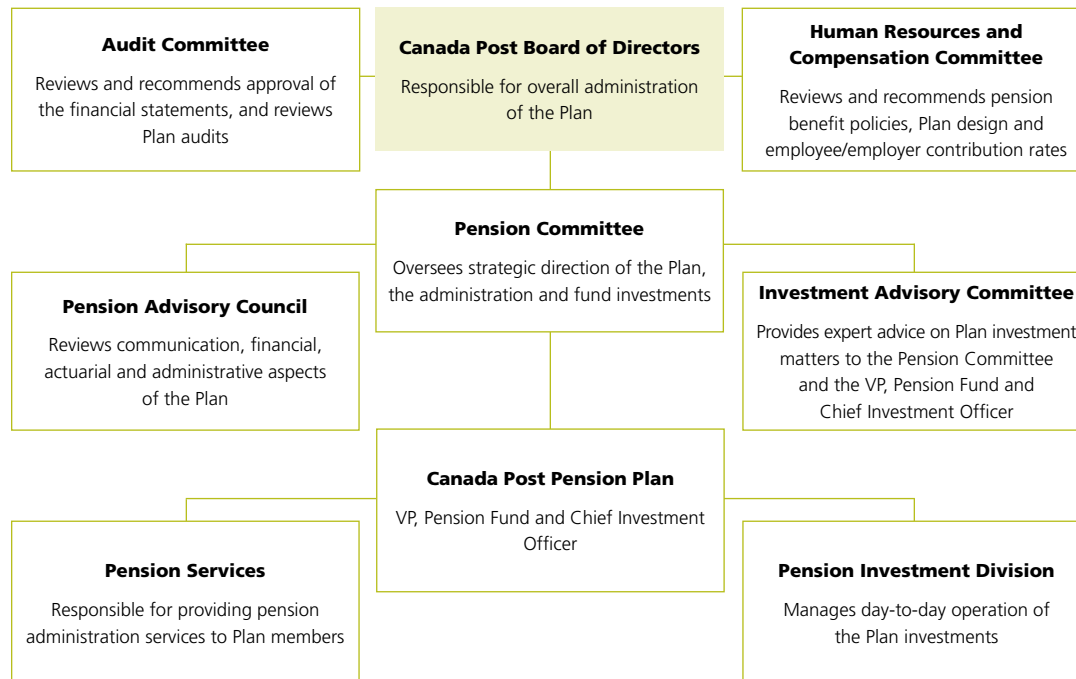 Audit Committee
Reviews and recommends approval of
the financial statements, and reviews
Plan audits
Canada Post Board of Directors
Responsible for overall administration
of the Plan
Human Resources and
Compensation Committee
Reviews and recommends pension
benefit policies, Plan design and
employee/employer contribution rates
Pension Committee
Oversees strategic direction of the Plan,
the administration and fund investments
Pension Advisory Council
Reviews communication, financial,
actuarial and administrative aspects
of the Plan
Investment Advisory Committee
Provides expert advice on Plan investment
matters to the Pension Committee
and the VP, Pension Fund and
Chief Investment Officer
Canada Post Pension Plan
VP, Pension Fund and Chief Investment
Officer
Pension Services
Responsible for providing pension
administration services to Plan members
Pension Investment Division
Manages day-to-day operation of
the Plan investments